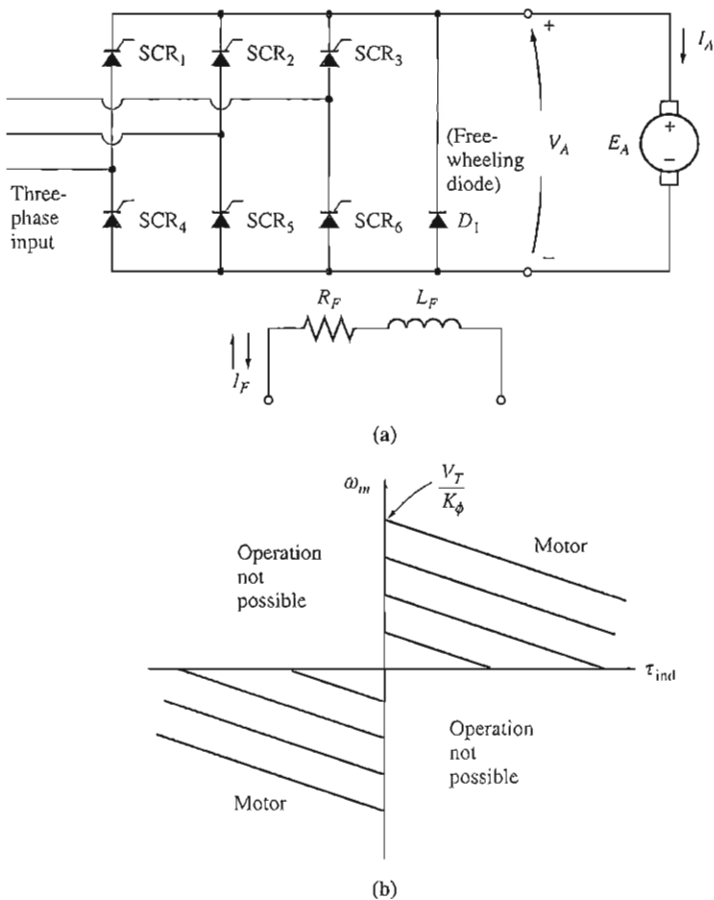 SCR₁ SCR₂ SCR₃
+
I_A
(Free-
wheeling
diode)
V_A
E_A
+
−
Three-
phase
input
SCR₄ SCR₅ SCR₆ D₁
−
R_F L_F
I_F
(a)
ω_m
V_T
K_ϕ
Motor
Operation
not
possible
τ_ind
Operation
not
possible
Motor
(b)